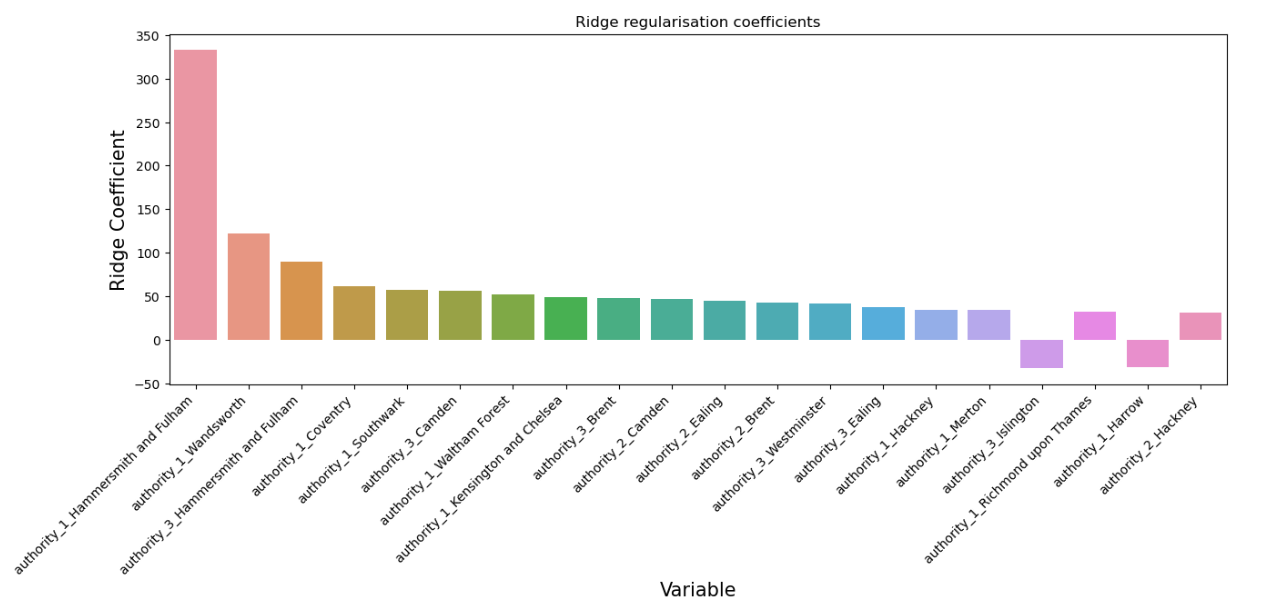 Ridge regularisation coefficients
Ridge Coefficient
350
300
250
200
150
100
50
0
−50
authority_1_Hammersmith and Fulham
authority_1_Wandsworth
authority_3_Hammersmith and Fulham
authority_1_Coventry
authority_1_Southwark
authority_3_Camden
authority_1_Waltham Forest
authority_1_Kensington and Chelsea
authority_3_Brent
authority_2_Camden
authority_2_Ealing
authority_2_Brent
authority_3_Westminster
authority_3_Ealing
authority_1_Hackney
authority_1_Merton
authority_3_Islington
authority_1_Richmond upon Thames
authority_1_Harrow
authority_2_Hackney
Variable